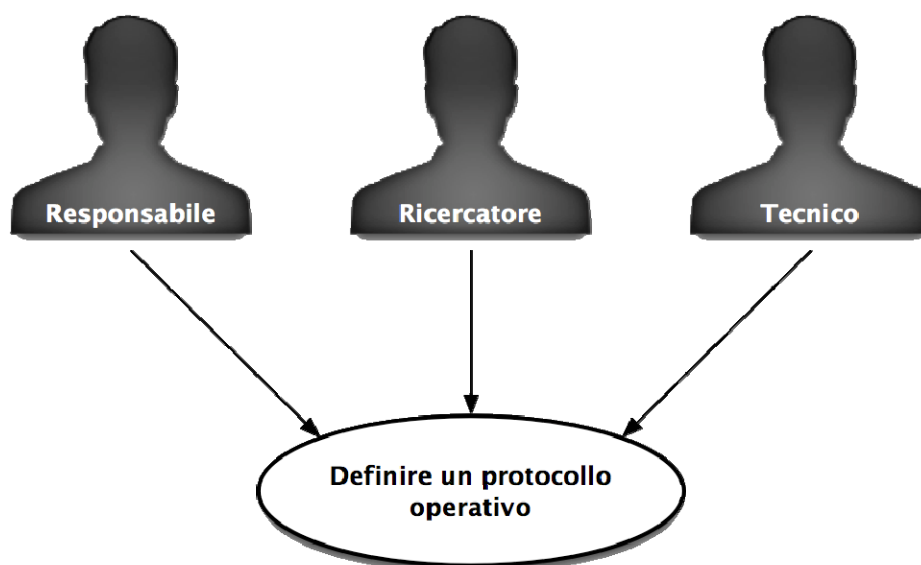 Responsabile
Ricercatore
Tecnico
Definire un protocollo
operativo